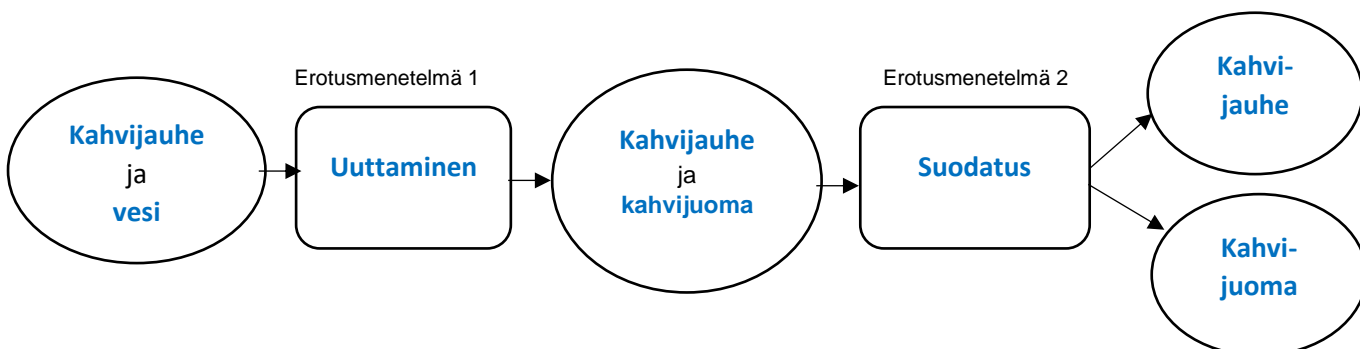 Kahvijauhe
ja
vesi
Erotusmenetelmä 1
Uuttaminen
Kahvijauhe
ja
kahvijuoma
Erotusmenetelmä 2
Suodatus
Kahvi-
jauhe
Kahvi-
juoma